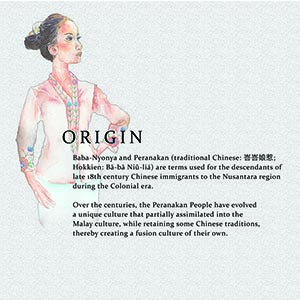 ORIGIN
Baba-Nyonya and Peranakan (traditional Chinese: 峇峇娘惹;
Hokkien: Bā-bā Niû-liá) are terms used for the descendants of
late 18th century Chinese immigrants to the Nusantara region
during the Colonial era.
Over the centuries, the Peranakan People have evolved
a unique culture that partially assimilated into the
Malay culture, while retaining some Chinese traditions,
thereby creating a fusion culture of their own.